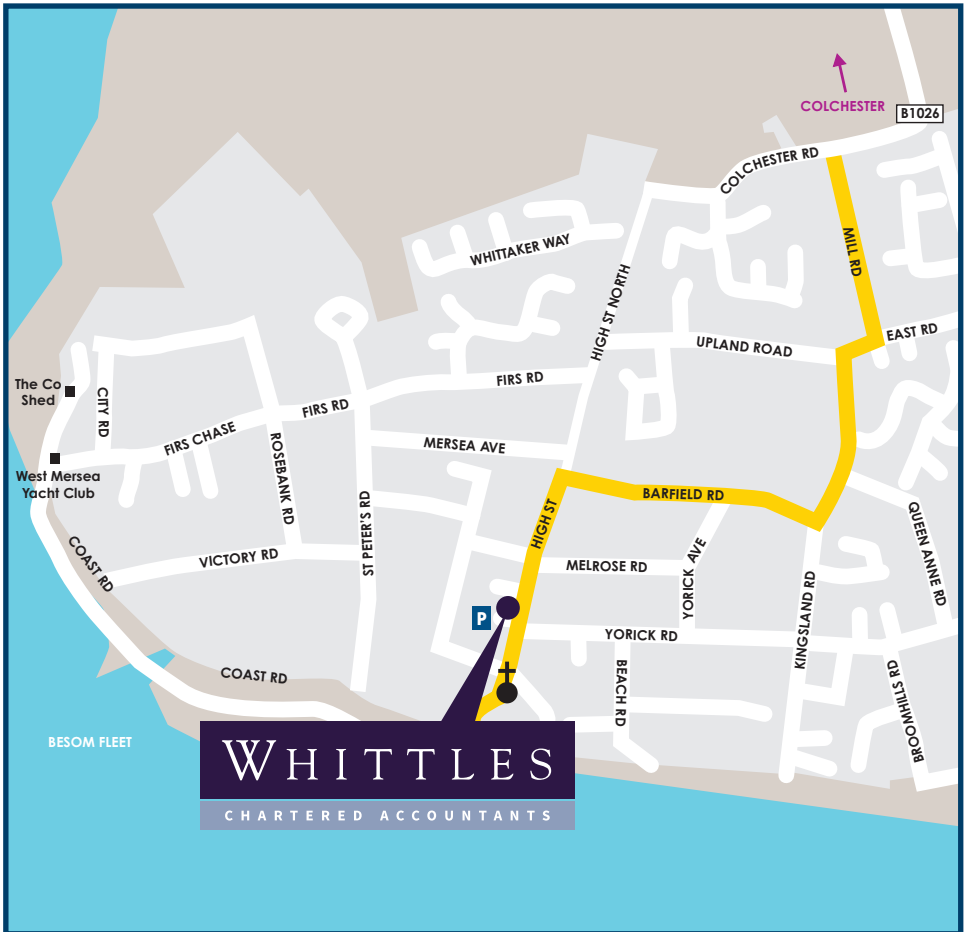 COLCHESTER
B1026
COLCHESTER RD
MILL RD
WHITTAKER WAY
HIGH ST NORTH
EAST RD
UPLAND ROAD
The Co
Shed
CITY RD
FIRS RD
FIRS RD
FIRS CHASE
MERSEA AVE
ROSEBANK RD
West Mersea
Yacht Club
BARFIELD RD
ST PETER'S RD
HIGH ST
QUEEN ANNE RD
COAST RD
VICTORY RD
MELROSE RD
YORICK AVE
KINGSLAND RD
P
YORICK RD
COAST RD
BEACH RD
BROOMHILLS RD
BESOM FLEET
WHITTLES
CHARTERED ACCOUNTANTS